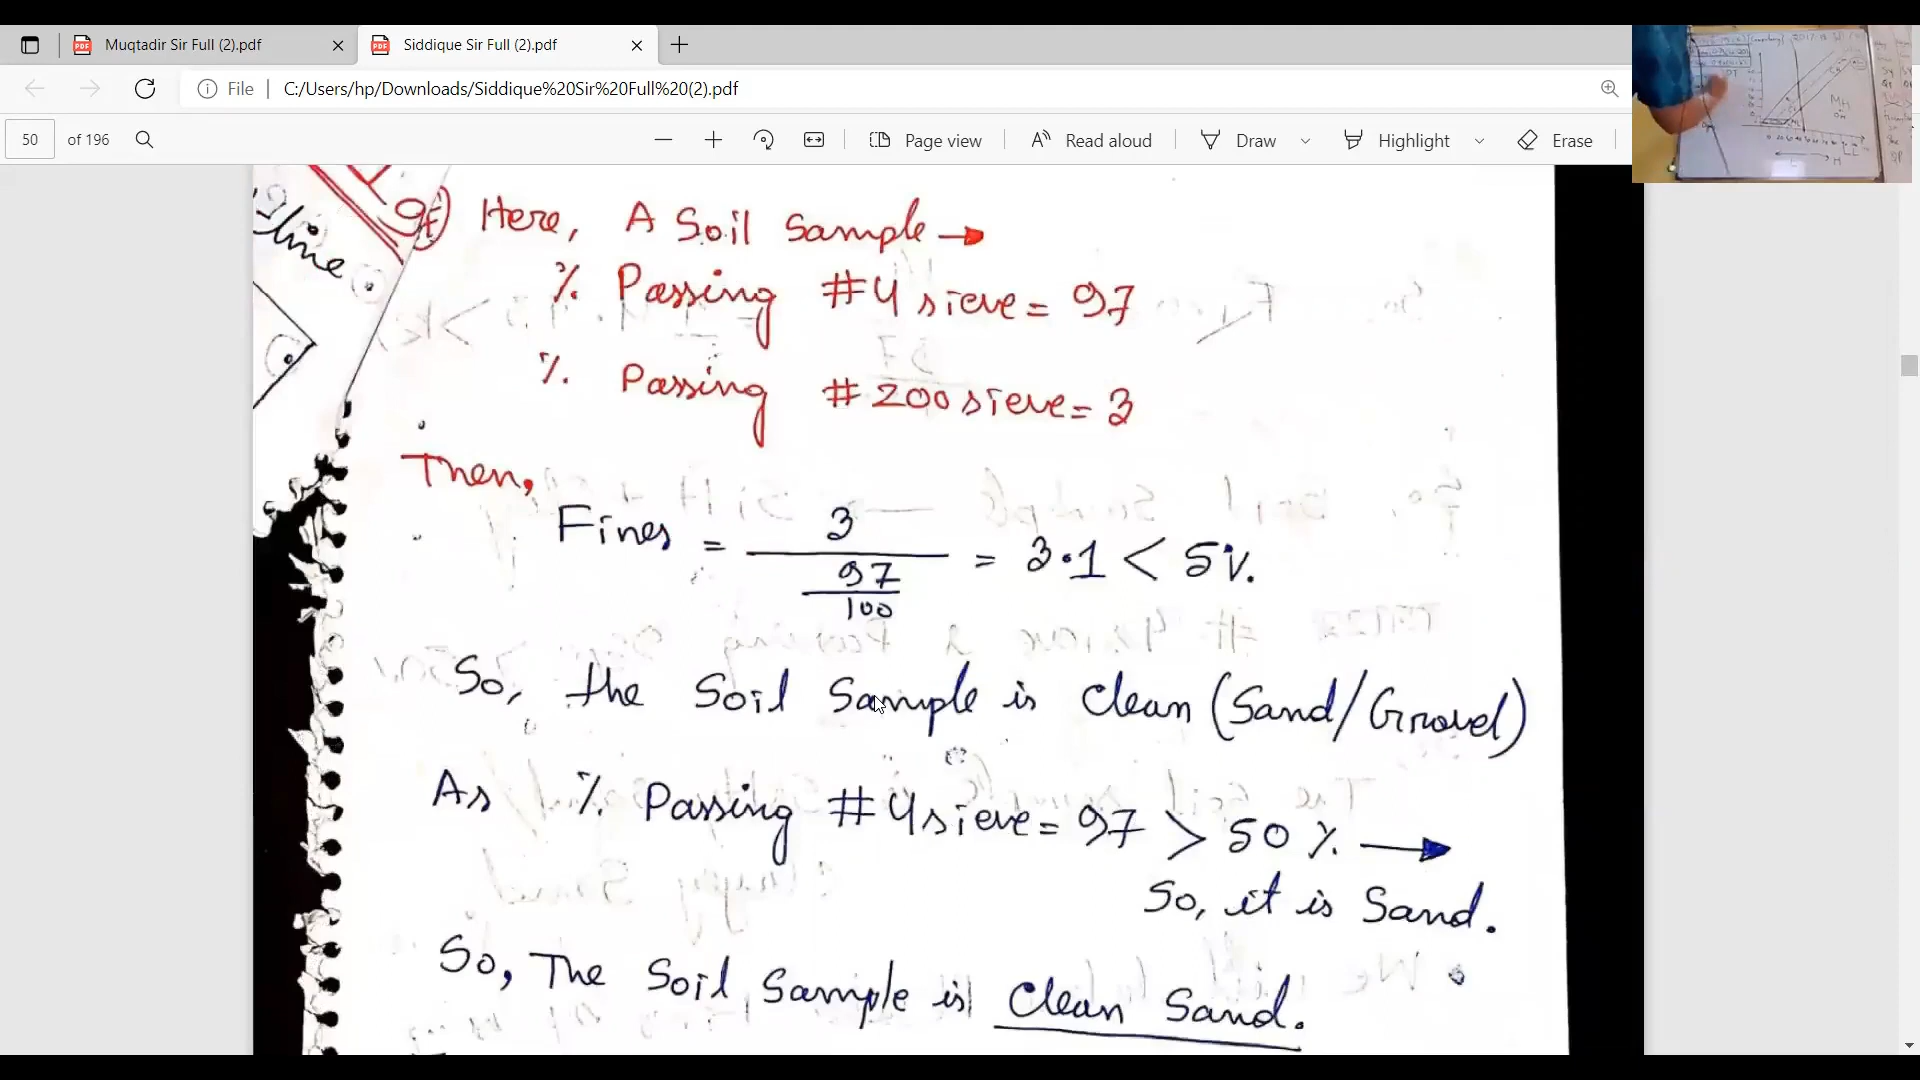 Muqtadir Sir Full (2).pdf
Siddique Sir Full (2).pdf
File
C:/Users/hp/Downloads/Siddique%20Sir%20Full%20(2).pdf
50 of 196
Page view
Read aloud
Draw
Highlight
Erase
line
If Here, A Soil Sample →
% Passing #4 sieve = 97
% Passing #200 sieve = 3
Then,
Fines = 3 / (97/100) = 3.1 < 5%.
So, the Soil Sample is Clean (Sand/Gravel)
As % Passing #4 sieve = 97 > 50% →
So, it is Sand.
So, The Soil Sample is Clean Sand.